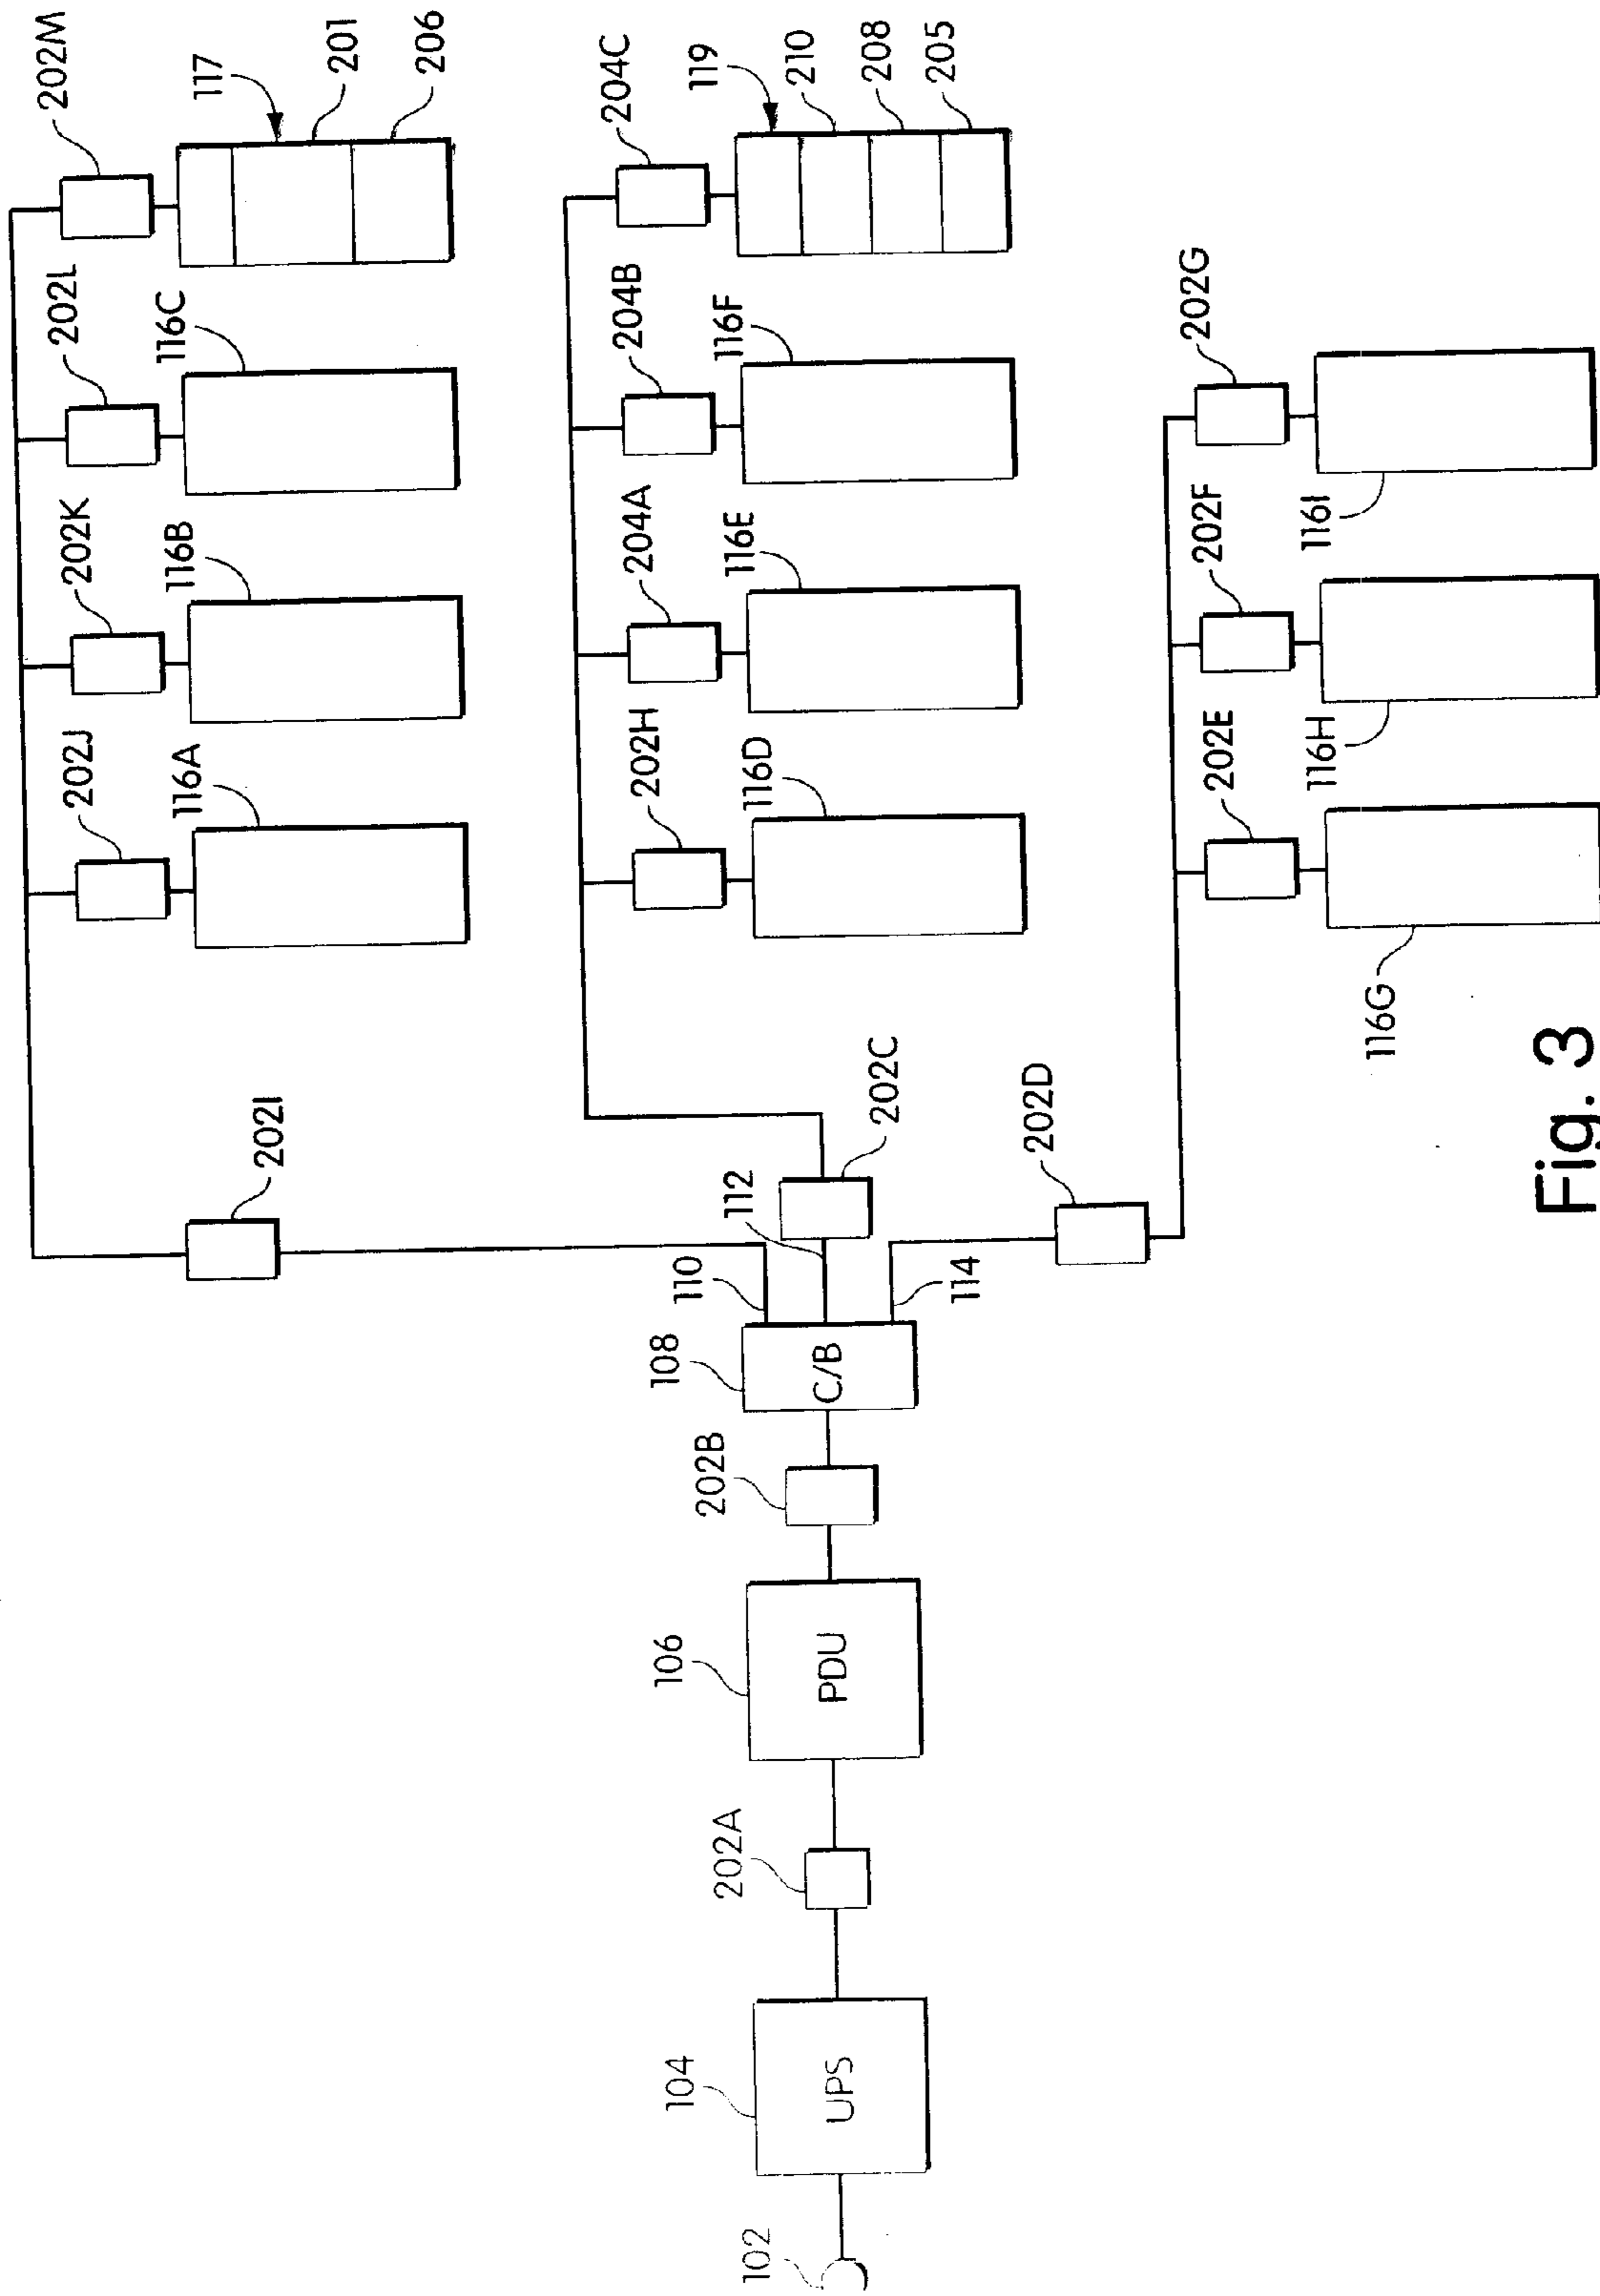 202M
117
201
206
202L
116C
202K
116B
202J
116A
202I
204C
119
210
208
205
204B
116F
204A
116E
202H
116D
202C
112
110
114
108
C/B
202B
106
PDU
202A
104
UPS
102
202D
202G
116I
202F
116H
202E
116G
Fig. 3